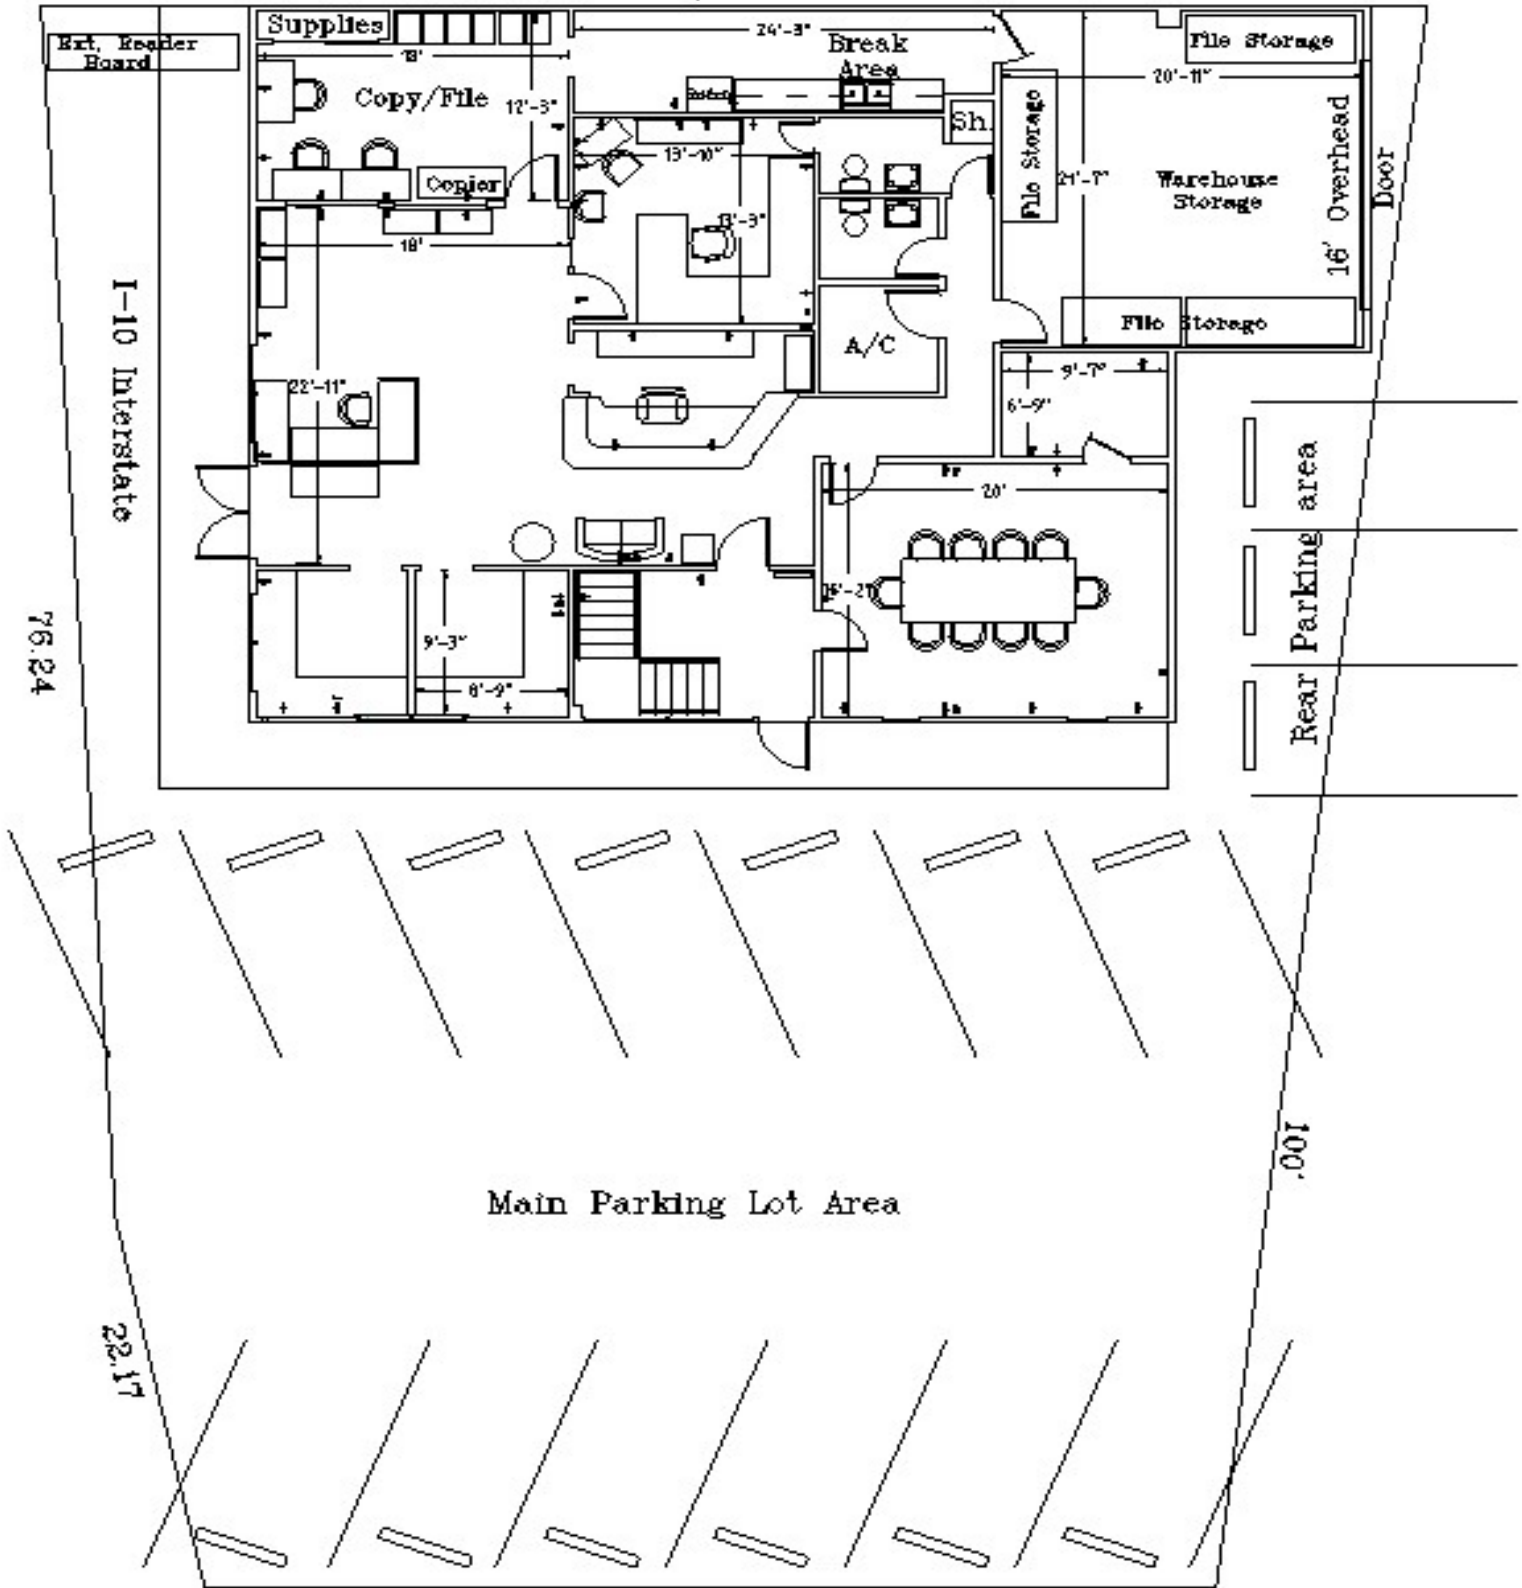 Supplies
24'-8"
Break
Area
File Storage
Ext. Reader
Board
18'
20'-11"
Copy/File
12'-3"
Sh.
File Storage
16' Overhead
Door
13'-10"
Copier
21'-7"
Warehouse
Storage
13'-9"
18'
I-10 Interstate
File Storage
A/C
22'-11"
9'-7"
6'-9"
20'
Rear Parking area
76.24
9'-3"
8'-9"
100'
Main Parking Lot Area
22.17